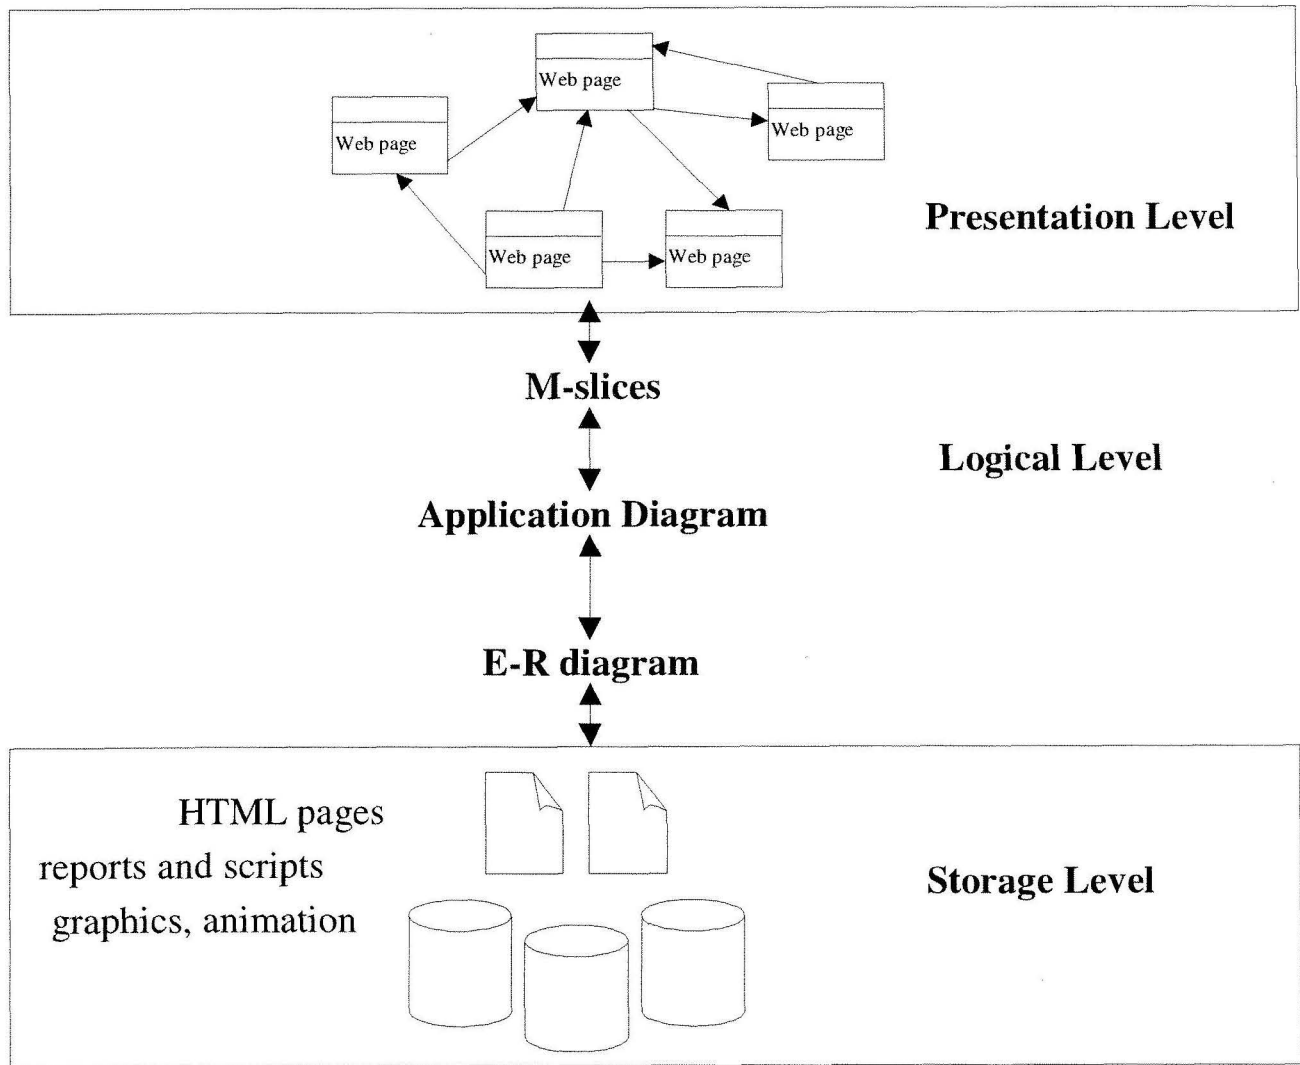 Web page
Web page
Web page
Web page
Web page
Presentation Level
M-slices
Logical Level
Application Diagram
E-R diagram
HTML pages
reports and scripts
graphics, animation
Storage Level